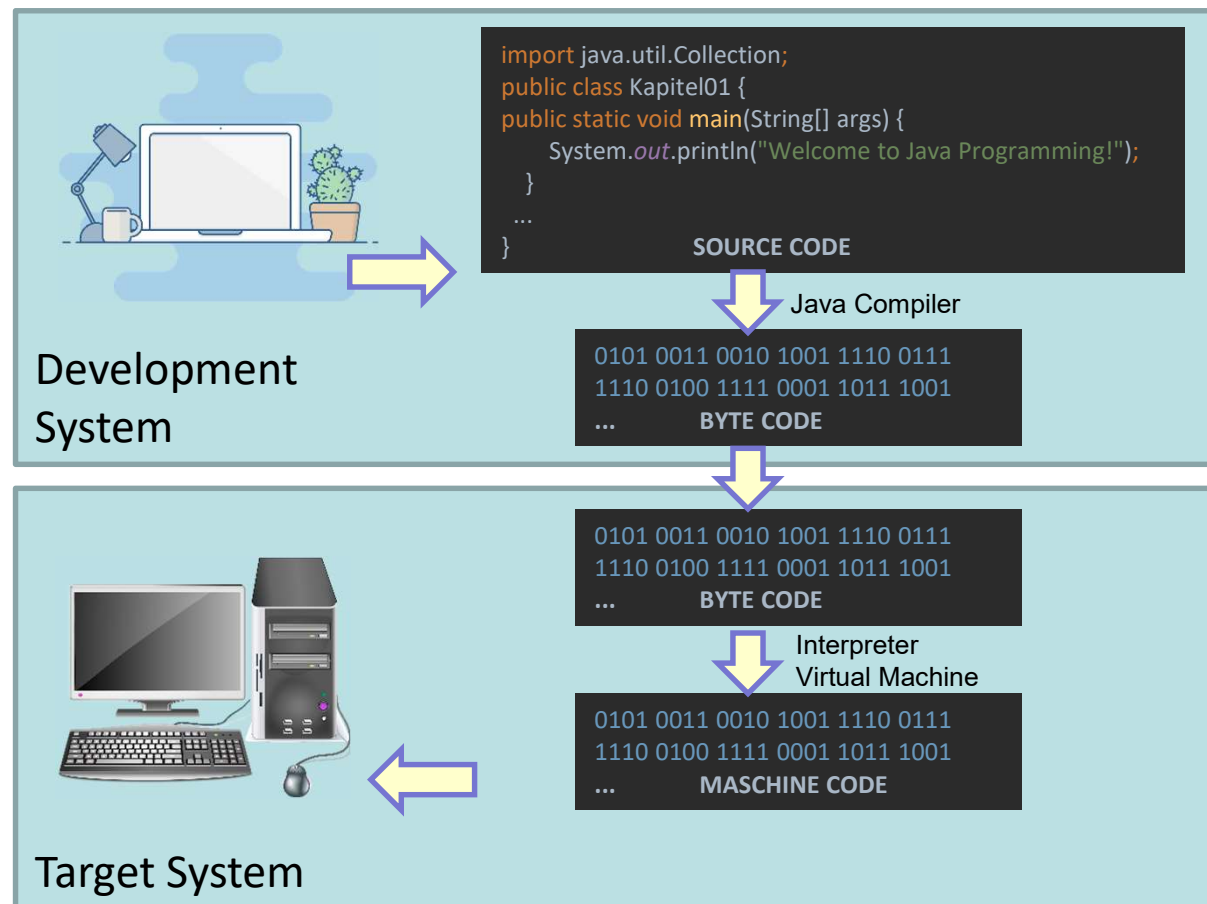 import java.util.Collection;
public class Kapitel01 {
public static void main(String[] args) {
System.out.println("Welcome to Java Programming!");
}
...
} SOURCE CODE
Java Compiler
0101 0011 0010 1001 1110 0111
1110 0100 1111 0001 1011 1001
... BYTE CODE
Development
System
0101 0011 0010 1001 1110 0111
1110 0100 1111 0001 1011 1001
... BYTE CODE
Interpreter
Virtual Machine
0101 0011 0010 1001 1110 0111
1110 0100 1111 0001 1011 1001
... MASCHINE CODE
Target System